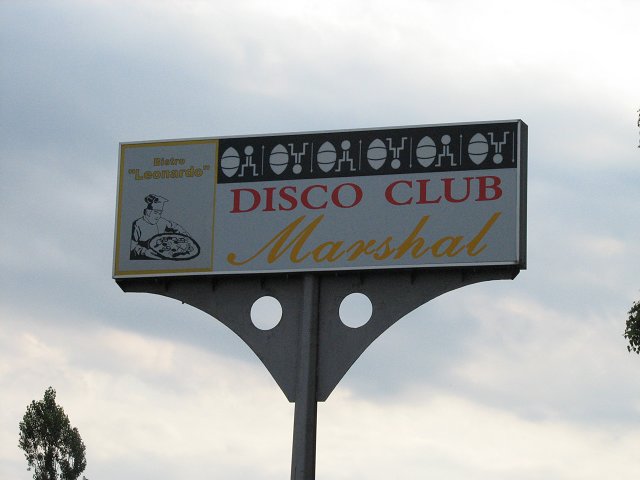 Bistro
"Leonardo"
DISCO CLUB
Marshal